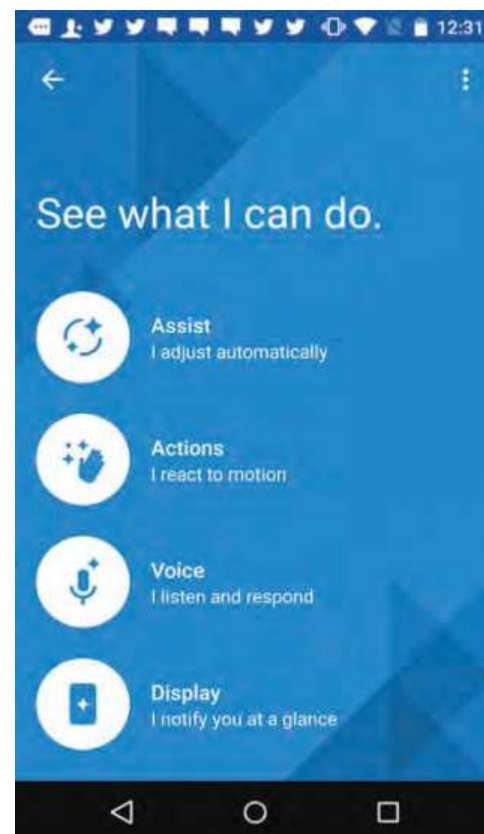 12:31
See what I can do.
Assist
I adjust automatically
Actions
I react to motion
Voice
I listen and respond
Display
I notify you at a glance